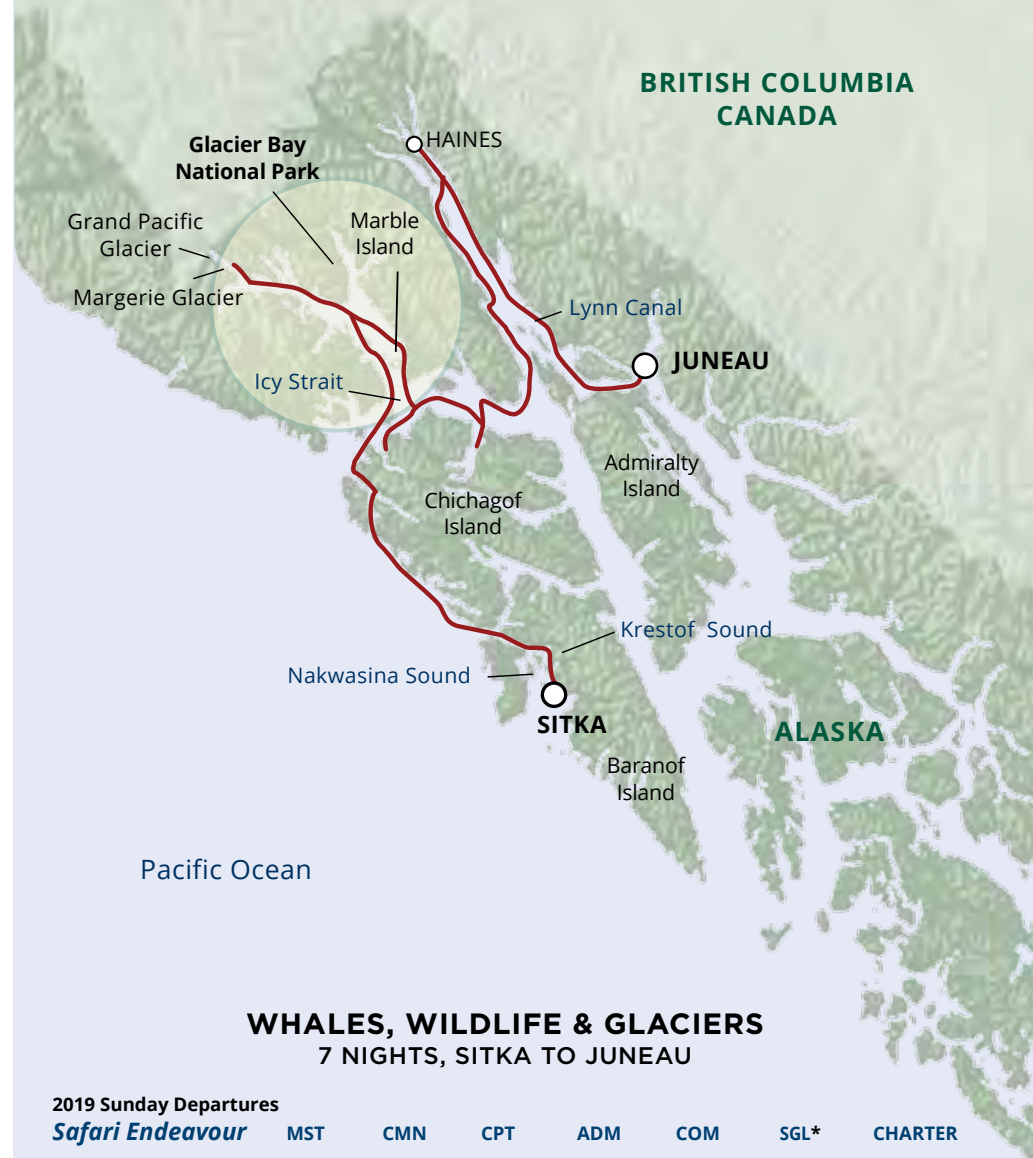 BRITISH COLUMBIA
CANADA
HAINES
Glacier Bay
National Park
Grand Pacific
Glacier
Marble
Island
Margerie Glacier
Lynn Canal
JUNEAU
Icy Strait
Admiralty
Island
Chichagof
Island
Krestof Sound
Nakwasina Sound
SITKA
ALASKA
Baranof
Island
Pacific Ocean
WHALES, WILDLIFE & GLACIERS
7 NIGHTS, SITKA TO JUNEAU
2019 Sunday Departures
Safari Endeavour MST CMN CPT ADM COM SGL* CHARTER